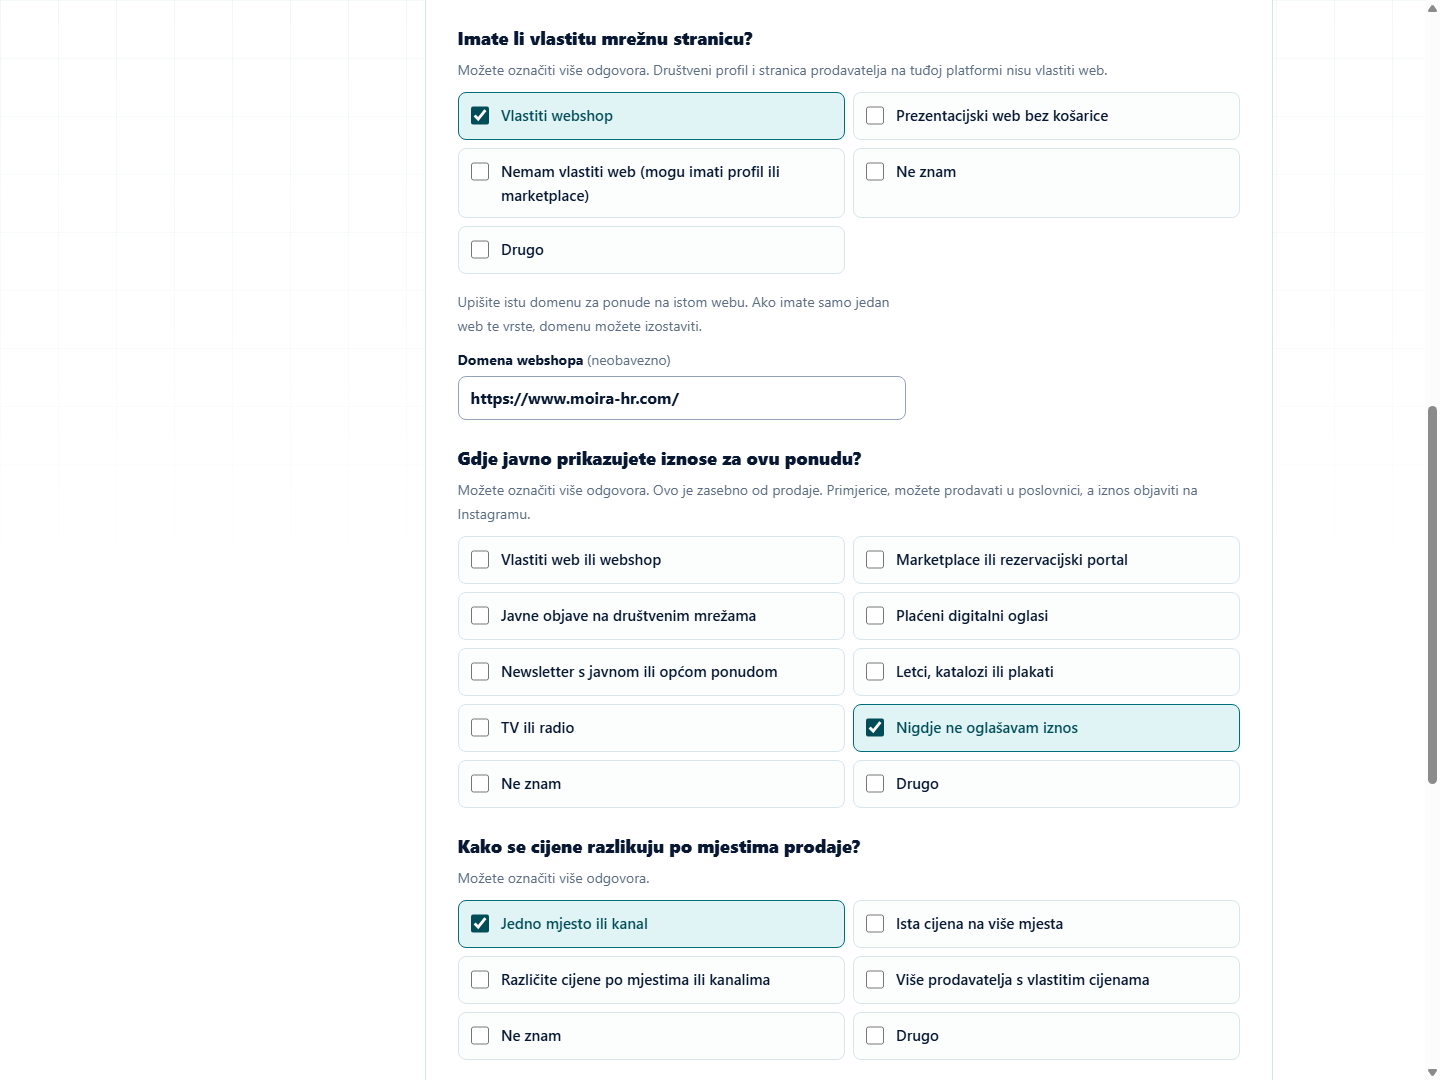 Imate li vlastitu mrežnu stranicu?
Možete označiti više odgovora. Društveni profil i stranica prodavatelja na tuđoj platformi nisu vlastiti web.
Vlastiti webshop
Prezentacijski web bez košarice
Nemam vlastiti web (mogu imati profil ili
marketplace)
Ne znam
Drugo
Upišite istu domenu za ponude na istom webu. Ako imate samo jedan
web te vrste, domenu možete izostaviti.
Domena webshopa (neobavezno)
https://www.moira-hr.com/
Gdje javno prikazujete iznose za ovu ponudu?
Možete označiti više odgovora. Ovo je zasebno od prodaje. Primjerice, možete prodavati u poslovnici, a iznos objaviti na
Instagramu.
Vlastiti web ili webshop
Marketplace ili rezervacijski portal
Javne objave na društvenim mrežama
Plaćeni digitalni oglasi
Newsletter s javnom ili općom ponudom
Letci, katalozi ili plakati
TV ili radio
Nigdje ne oglašavam iznos
Ne znam
Drugo
Kako se cijene razlikuju po mjestima prodaje?
Možete označiti više odgovora.
Jedno mjesto ili kanal
Ista cijena na više mjesta
Različite cijene po mjestima ili kanalima
Više prodavatelja s vlastitim cijenama
Ne znam
Drugo